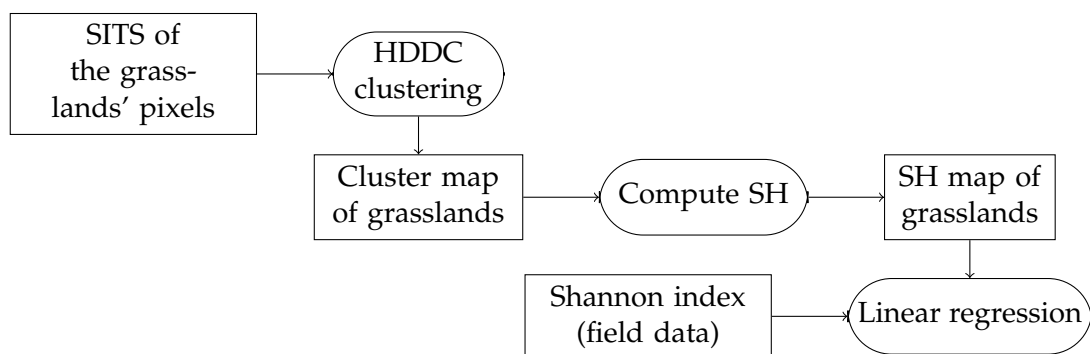 SITS of
the grass-
lands’ pixels
HDDC
clustering
Cluster map
of grasslands
Compute SH
SH map of
grasslands
Shannon index
(field data)
Linear regression